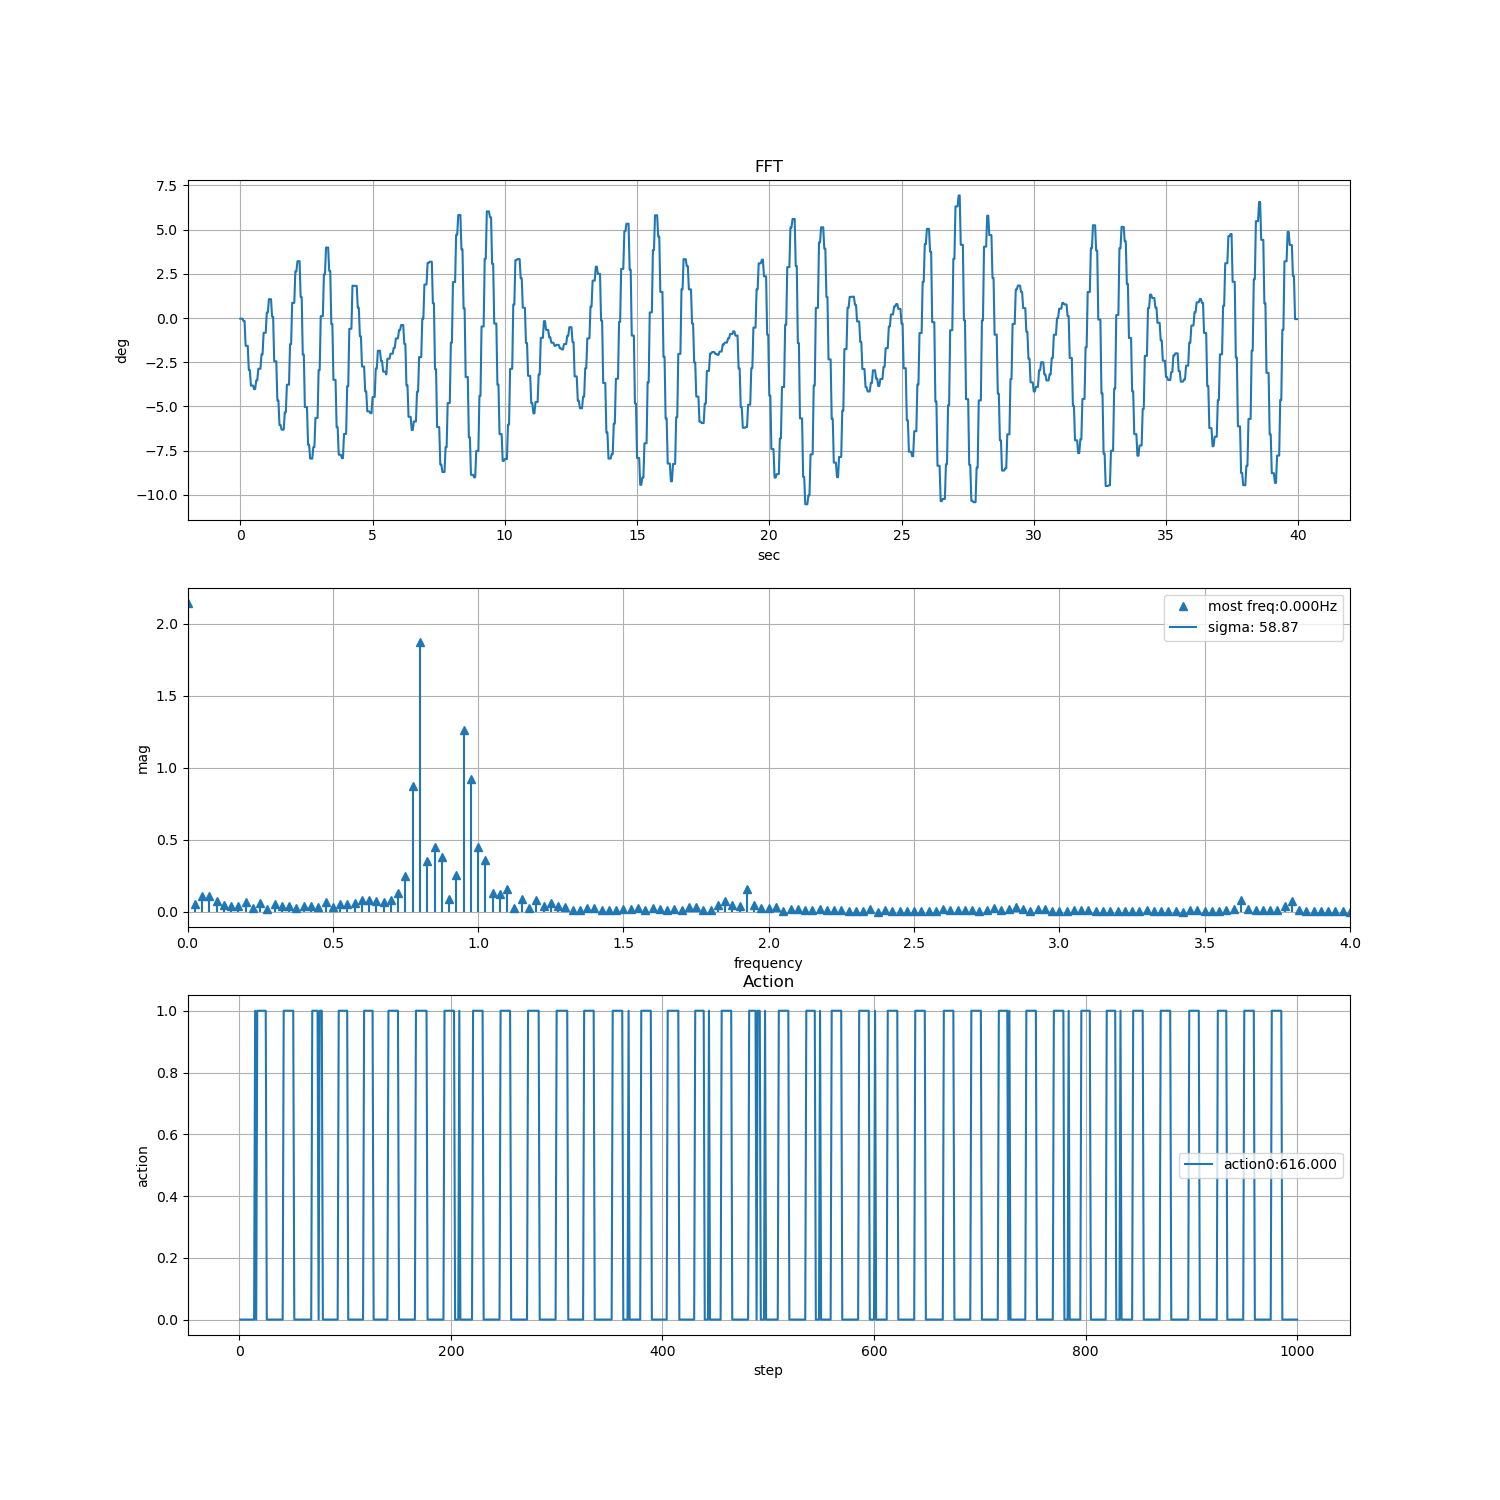 FFT
7.5
5.0
2.5
0.0
−2.5
−5.0
−7.5
−10.0
deg
0 5 10 15 20 25 30 35 40
sec
most freq:0.000Hz
sigma: 58.87
2.0
1.5
1.0
0.5
0.0
mag
0.0 0.5 1.0 1.5 2.0 2.5 3.0 3.5 4.0
frequency
Action
1.0
0.8
0.6
0.4
0.2
0.0
action
action0:616.000
0 200 400 600 800 1000
step